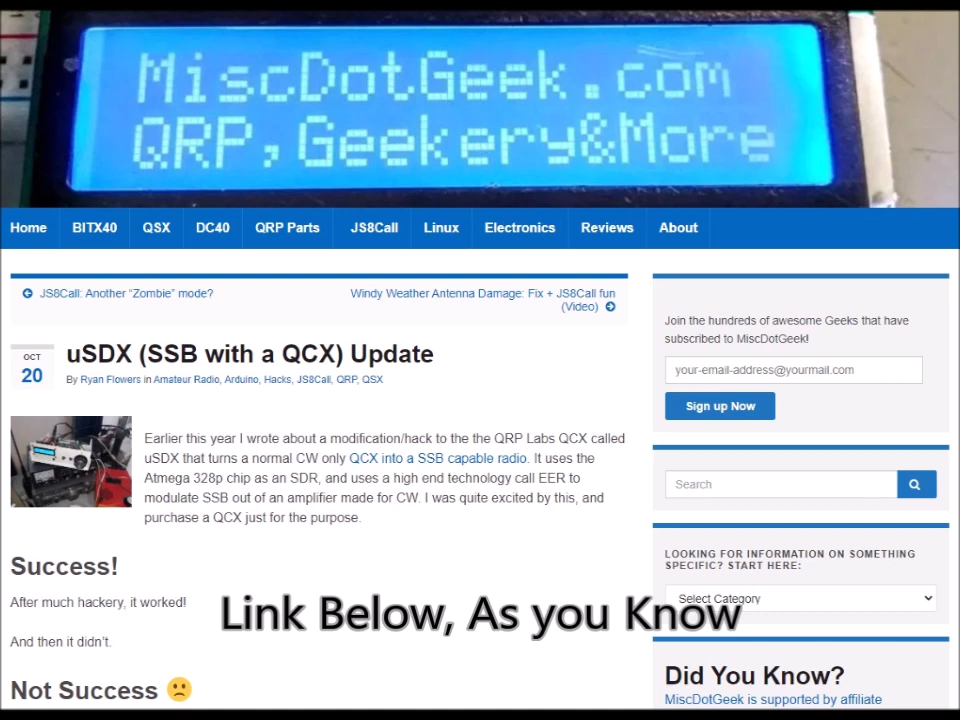 MiscDotGeek.com
QRP,Geekery&More
Home BITX40 QSX DC40 QRP Parts JS8Call Linux Electronics Reviews About
JS8Call: Another “Zombie” mode?
Windy Weather Antenna Damage: Fix + JS8Call fun
(Video)
OCT
20
uSDX (SSB with a QCX) Update
By Ryan Flowers in Amateur Radio, Arduino, Hacks, JS8Call, QRP, QSX
Earlier this year I wrote about a modification/hack to the the QRP Labs QCX called
uSDX that turns a normal CW only QCX into a SSB capable radio. It uses the
Atmega 328p chip as an SDR, and uses a high end technology call EER to
modulate SSB out of an amplifier made for CW. I was quite excited by this, and
purchase a QCX just for the purpose.
Success!
After much hackery, it worked!
And then it didn’t.
Not Success
Link Below, As you Know
Join the hundreds of awesome Geeks that have
subscribed to MiscDotGeek!
your-email-address@yourmail.com
Sign up Now
Search
LOOKING FOR INFORMATION ON SOMETHING
SPECIFIC? START HERE:
Select Category
Did You Know?
MiscDotGeek is supported by affiliate